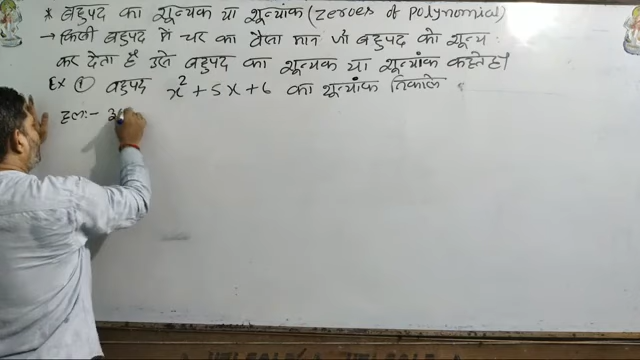 * बहुपद का शून्यक या शून्यांक (zeroes of polynomial)
→ किसी बहुपद में चर का वैसा मान जो बहुपद को शून्य
कर देता है उसे बहुपद का शून्यक या शून्यांक कहते हैं।
Ex ① बहुपद x² + 5x + 6 का शून्यांक निकाले
हल:-